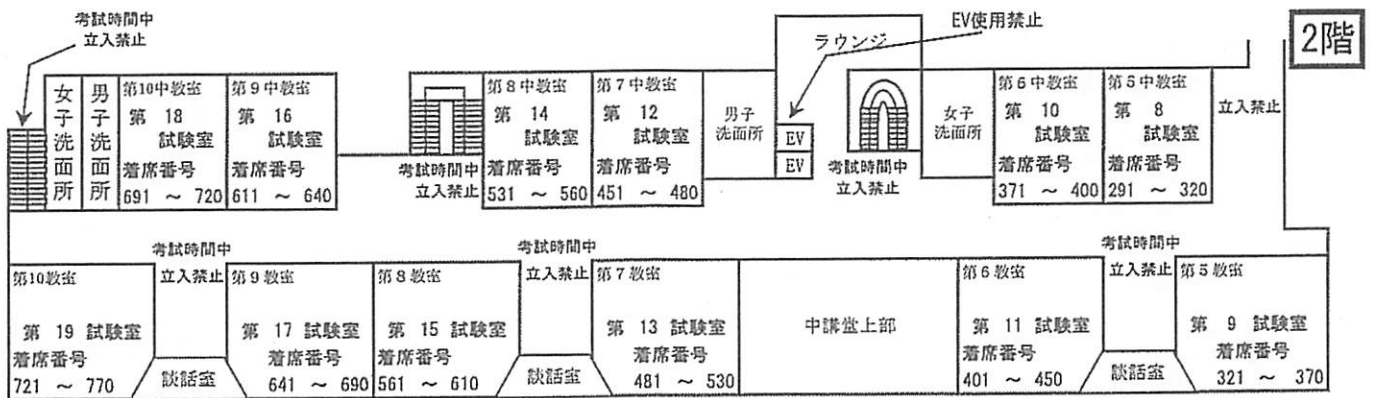 考試時間中
立入禁止
EV使用禁止
2階
ラウンジ
女子洗面所
男子洗面所
第10中教室
第 18
試験室
着席番号
691 ~ 720
第9中教室
第 16
試験室
着席番号
611 ~ 640
考試時間中
立入禁止
第8中教室
第 14
試験室
着席番号
531 ~ 560
第7中教室
第 12
試験室
着席番号
451 ~ 480
男子
洗面所
EV
EV
考試時間中
立入禁止
女子
洗面所
第6中教室
第 10
試験室
着席番号
371 ~ 400
第5中教室
第 8
試験室
着席番号
291 ~ 320
立入禁止
第10教室
第 19 試験室
着席番号
721 ~ 770
考試時間中
立入禁止
談話室
第9教室
第 17 試験室
着席番号
641 ~ 690
第8教室
第 15 試験室
着席番号
561 ~ 610
考試時間中
立入禁止
談話室
第7教室
第 13 試験室
着席番号
481 ~ 530
中講堂上部
第6教室
第 11 試験室
着席番号
401 ~ 450
考試時間中
立入禁止
談話室
第5教室
第 9 試験室
着席番号
321 ~ 370